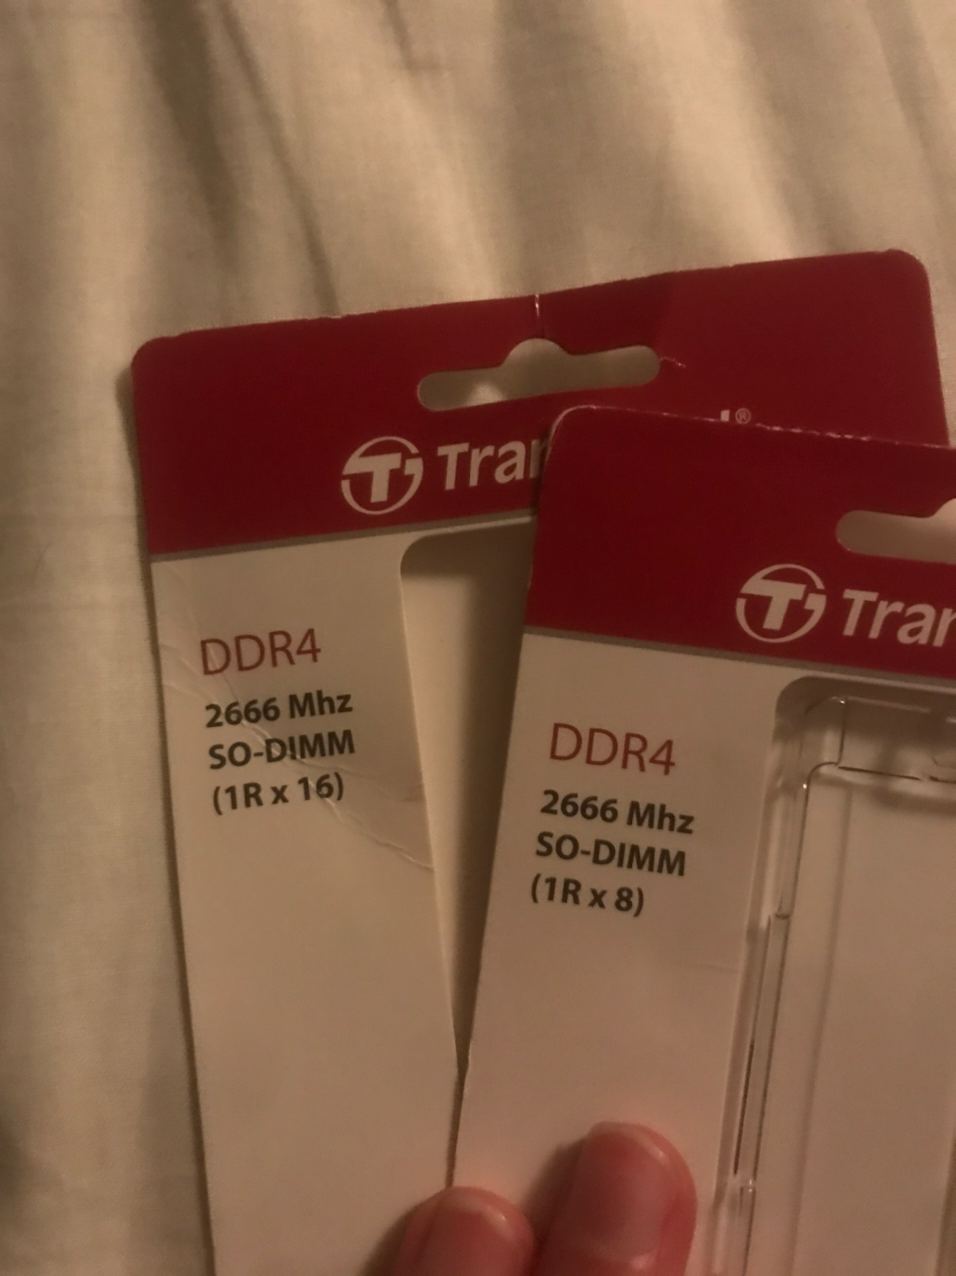 Tran
DDR4
2666 Mhz
SO-DIMM
(1R x 16)
Tran
DDR4
2666 Mhz
SO-DIMM
(1R x 8)